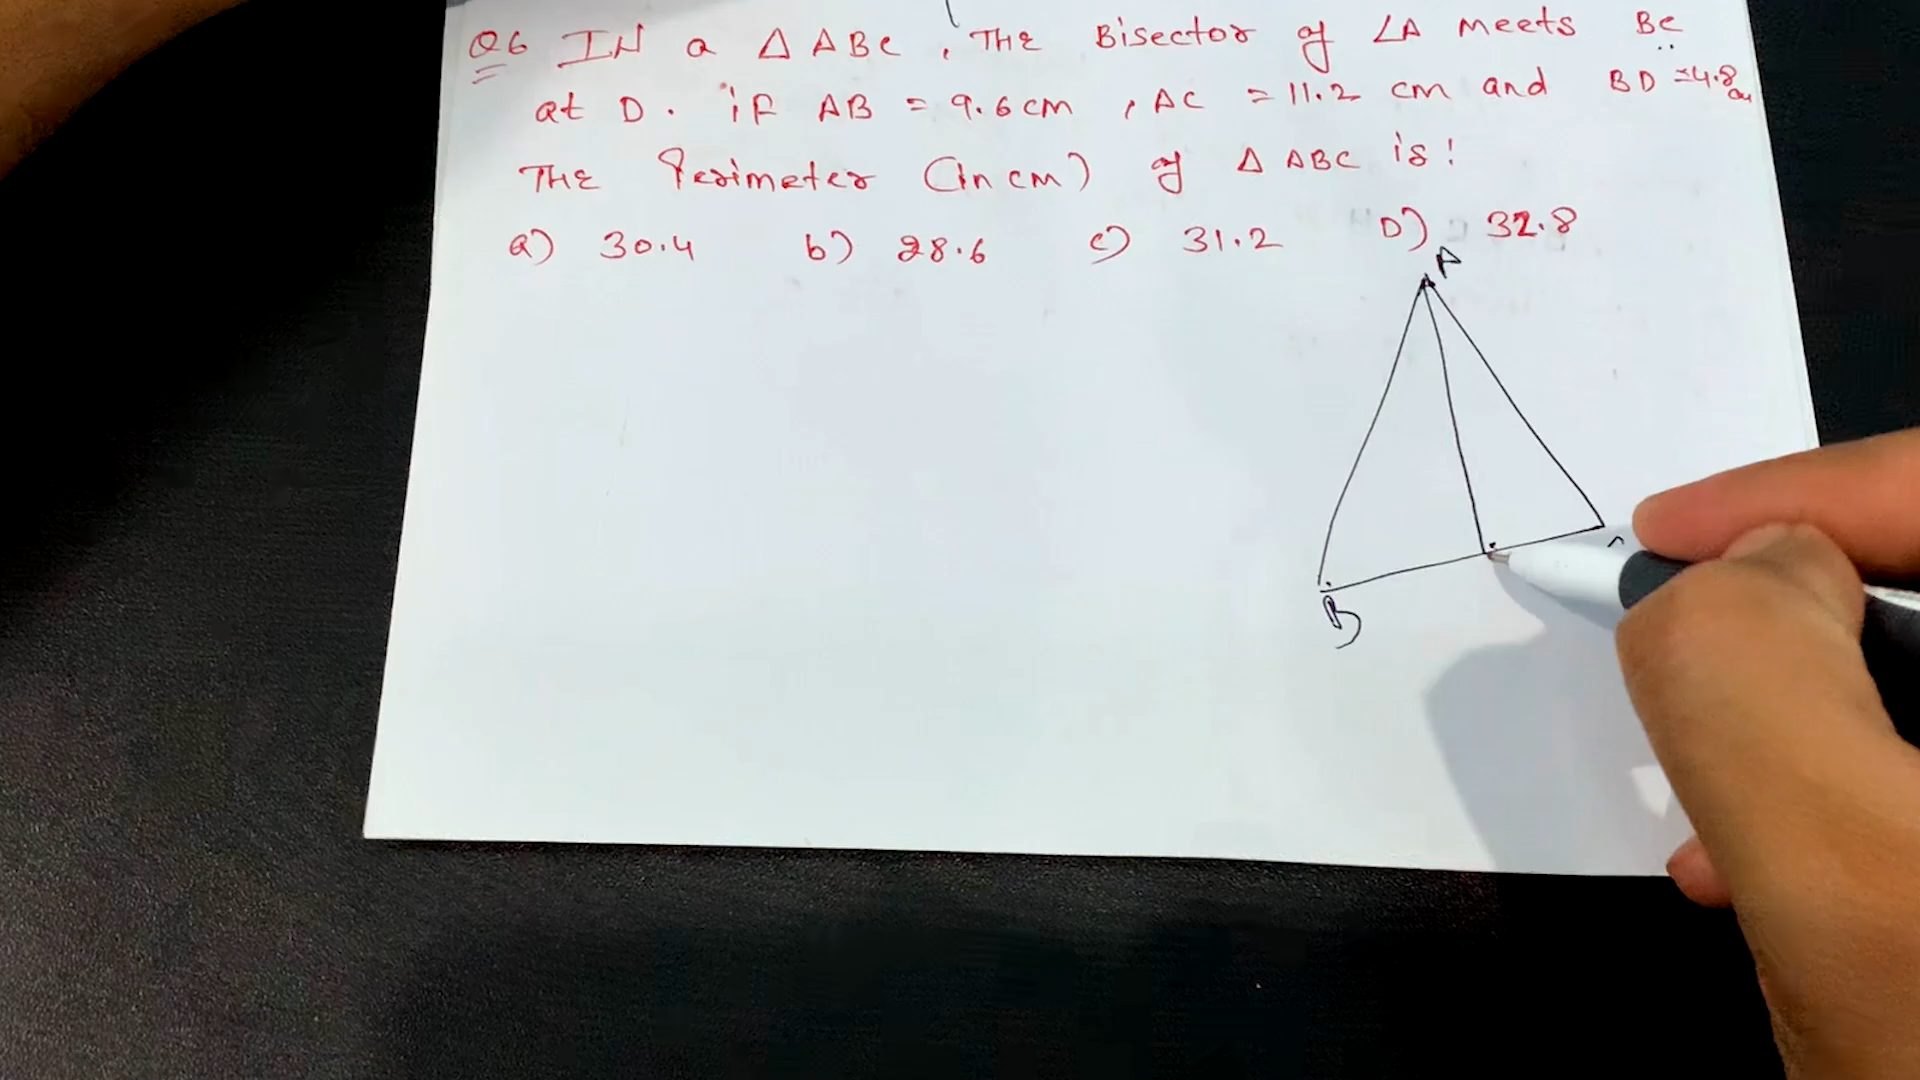 Q6 IN a △ ABC , THE Bisector of ∠A meets BC
at D . if AB = 9.6 cm , AC = 11.2 cm and BD = 4.8 cm
THE Perimeter (In cm) of △ ABC is !
a) 30.4 b) 28.6 c) 31.2 D) 32.8
A
B